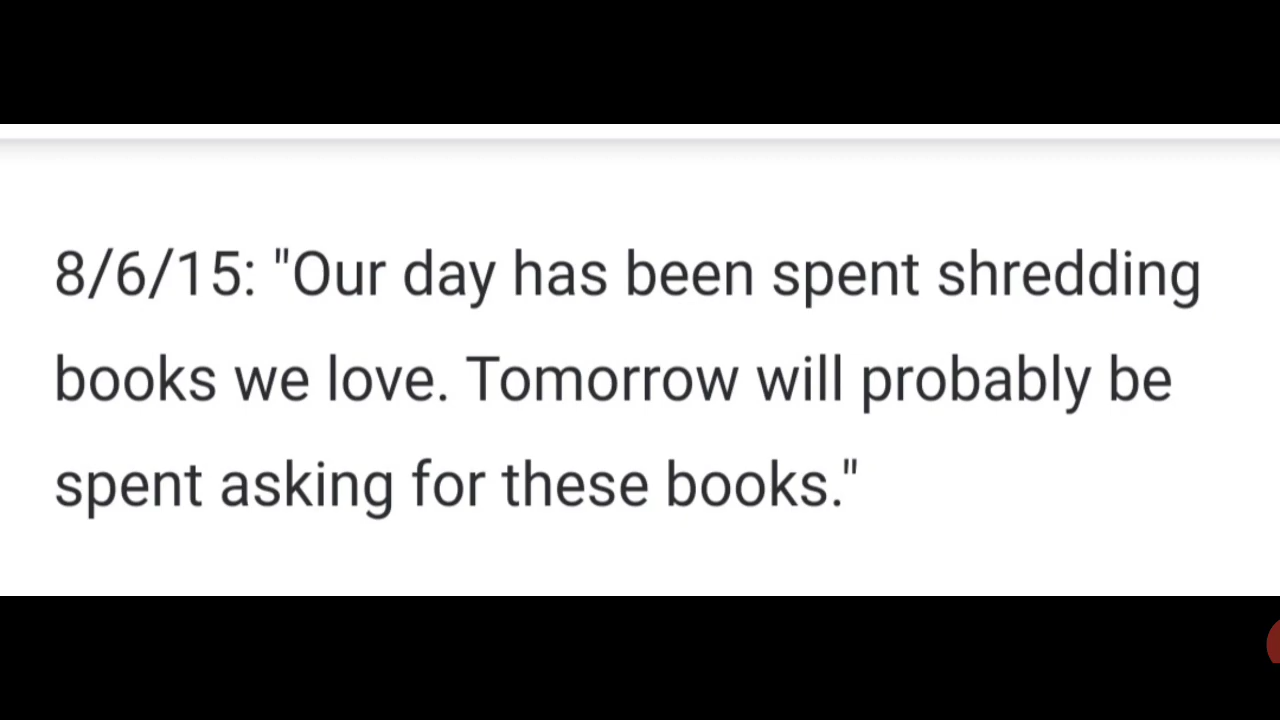 8/6/15: "Our day has been spent shredding
books we love. Tomorrow will probably be
spent asking for these books."